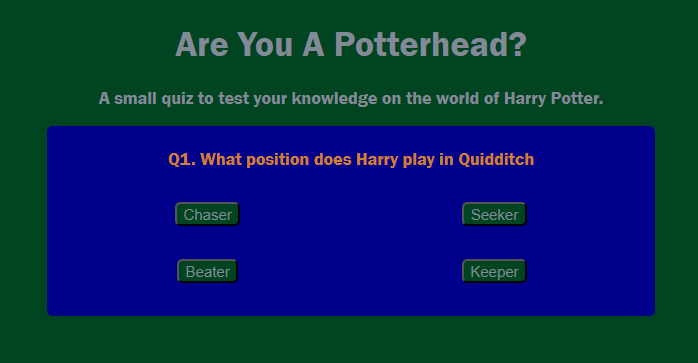 Are You A Potterhead?
A small quiz to test your knowledge on the world of Harry Potter.
Q1. What position does Harry play in Quidditch
Chaser
Seeker
Beater
Keeper